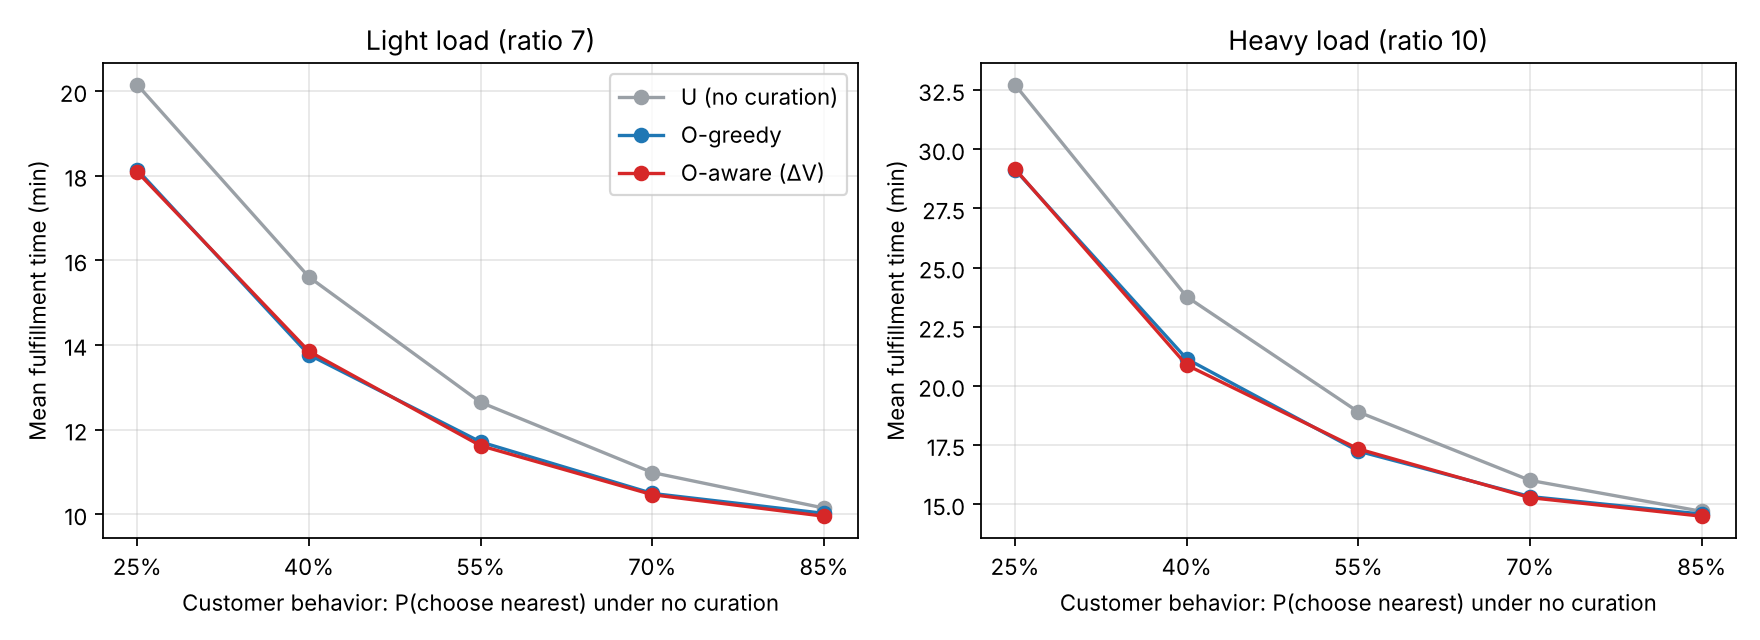 Light load (ratio 7)
Mean fulfillment time (min)
20
18
16
14
12
10
U (no curation)
O-greedy
O-aware (ΔV)
25% 40% 55% 70% 85%
Customer behavior: P(choose nearest) under no curation
Heavy load (ratio 10)
Mean fulfillment time (min)
32.5
30.0
27.5
25.0
22.5
20.0
17.5
15.0
25% 40% 55% 70% 85%
Customer behavior: P(choose nearest) under no curation